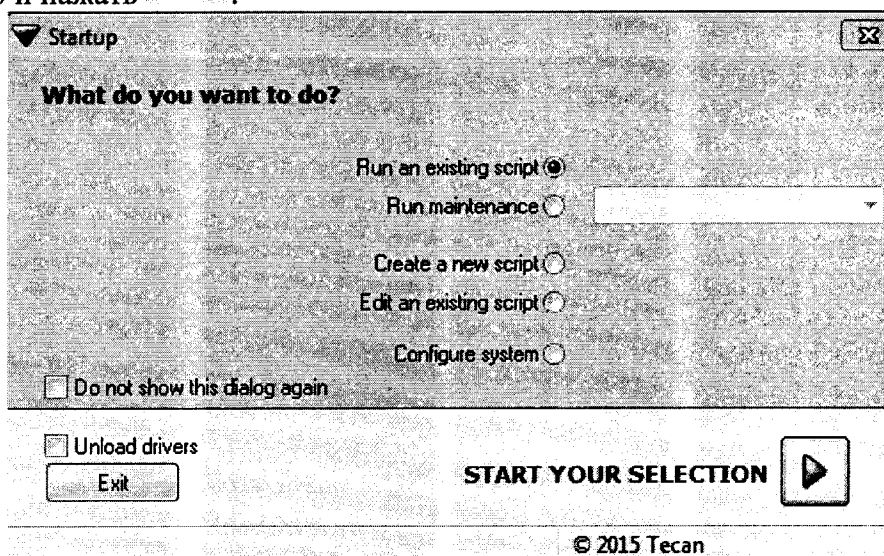 и нажать
Startup
What do you want to do?
Run an existing script
Run maintenance
Create a new script
Edit an existing script
Configure system
Do not show this dialog again
Unload drivers
Exit
START YOUR SELECTION
© 2015 Tecan